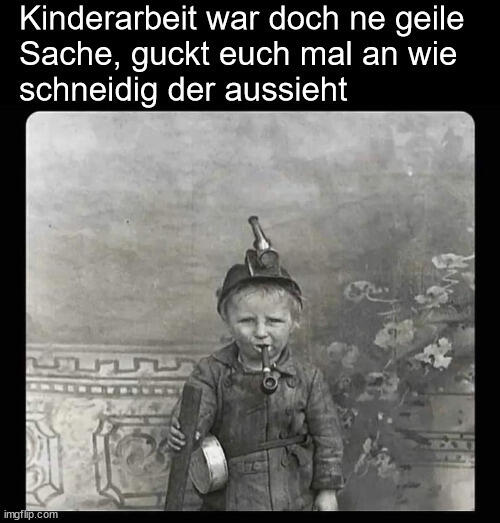 Kinderarbeit war doch ne geile
Sache, guckt euch mal an wie
schneidig der aussieht
imgflip.com